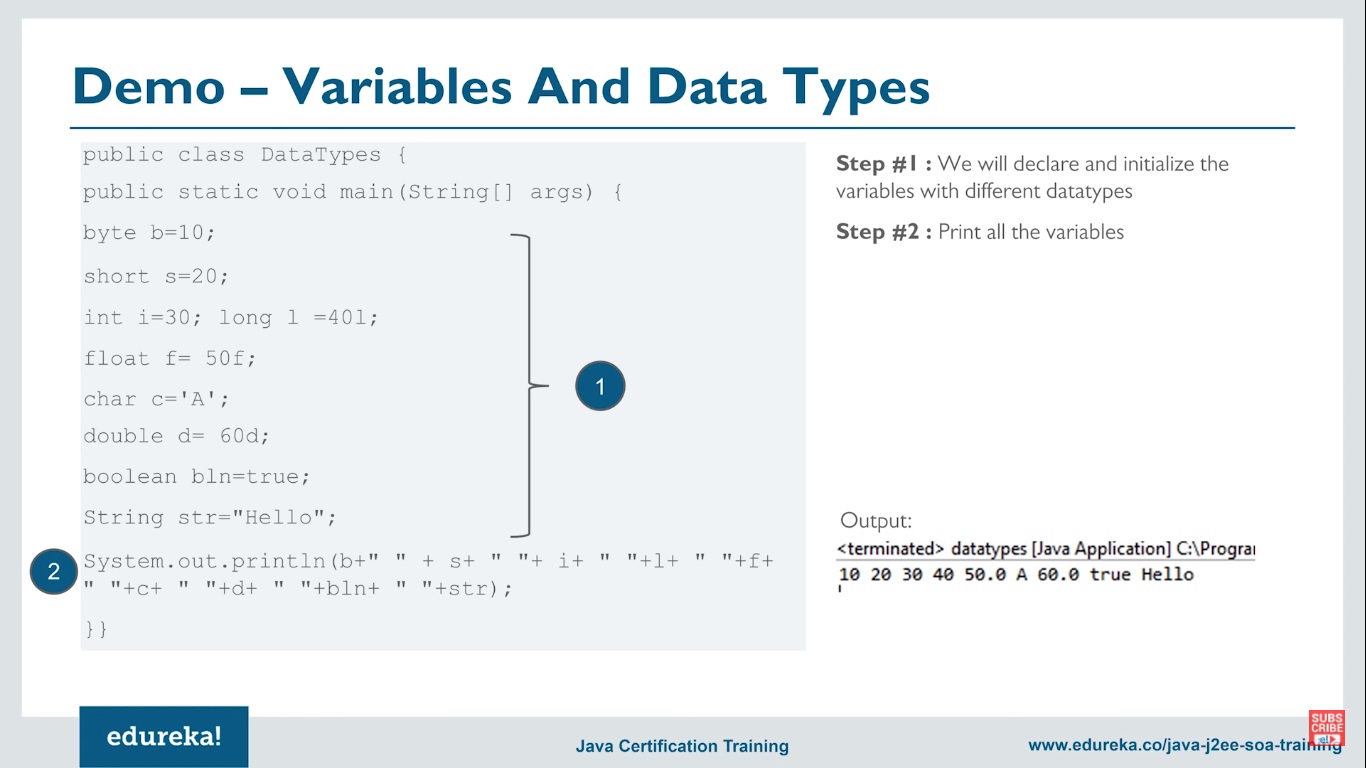 Demo – Variables And Data Types
public class DataTypes {
public static void main(String[] args) {
byte b=10;
short s=20;
int i=30; long l =40l;
float f= 50f;
char c='A';
double d= 60d;
boolean bln=true;
String str="Hello";
System.out.println(b+" " + s+ " "+ i+ " "+l+ " "+f+
" "+c+ " "+d+ " "+bln+ " "+str);
}}
1
2
Step #1 : We will declare and initialize the
variables with different datatypes
Step #2 : Print all the variables
Output:
<terminated> datatypes [Java Application] C:\Progra
10 20 30 40 50.0 A 60.0 true Hello
edureka!
Java Certification Training
www.edureka.co/java-j2ee-soa-training
SUBS
CRIBE